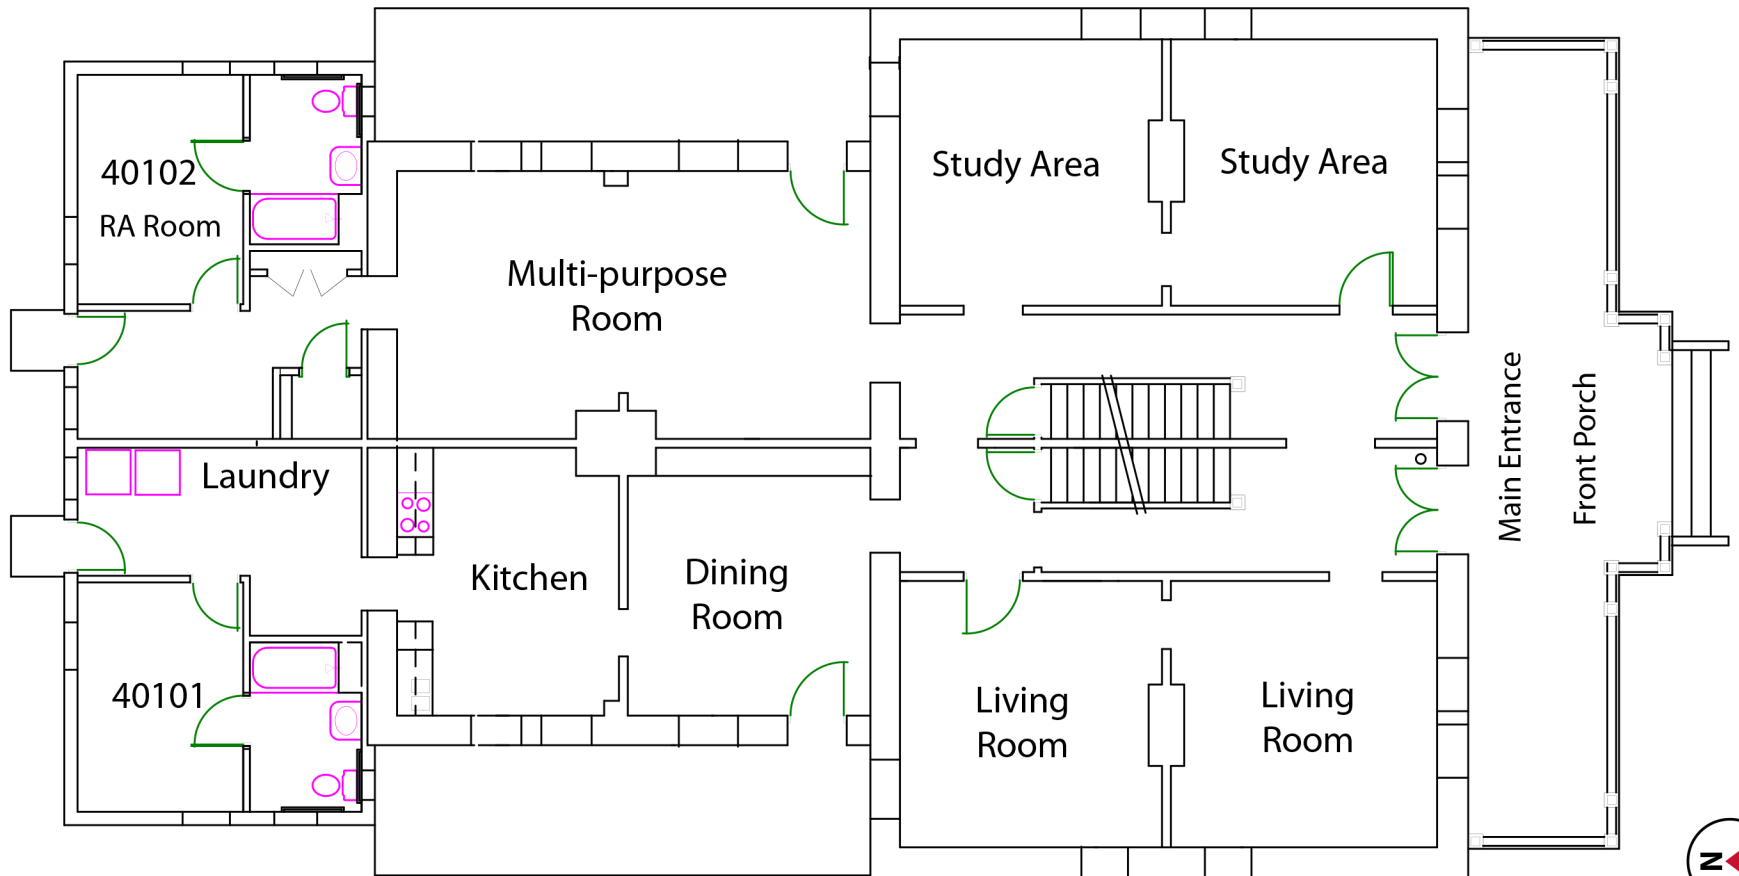 40102
RA Room
Multi-purpose
Room
Study Area
Study Area
Main Entrance
Front Porch
Laundry
Kitchen
Dining
Room
40101
Living
Room
Living
Room
N